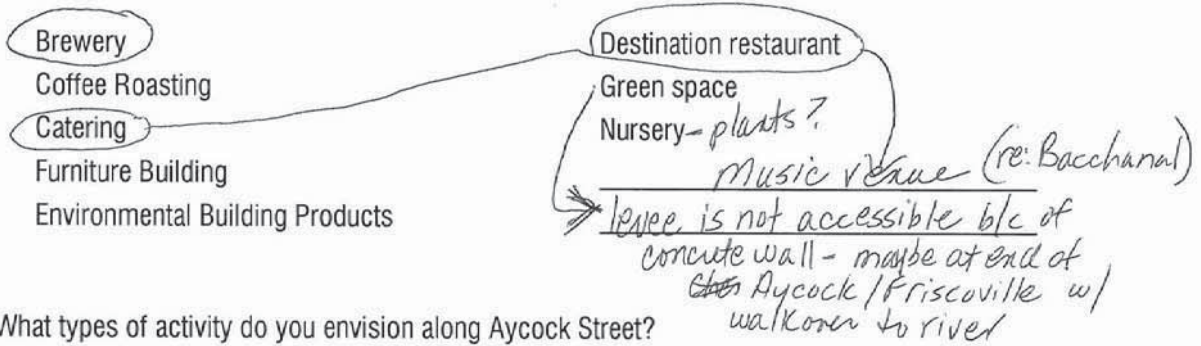 Brewery
Coffee Roasting
Catering
Furniture Building
Environmental Building Products
Destination restaurant
Green space
Nursery - plants?
Music venue (re: Bacchanal)
levee is not accessible b/c of
concrete wall - maybe at end of
Aycock / Friscoville w/
walkover to river
What types of activity do you envision along Aycock Street?